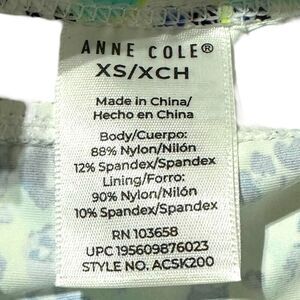 ANNE COLE®
XS/XCH
Made in China/
Hecho en China
Body/Cuerpo:
88% Nylon/Nilón
12% Spandex/Spandex
Lining/Forro:
90% Nylon/Nilón
10% Spandex/Spandex
RN 103658
UPC 195609876023
STYLE NO. AC5K200